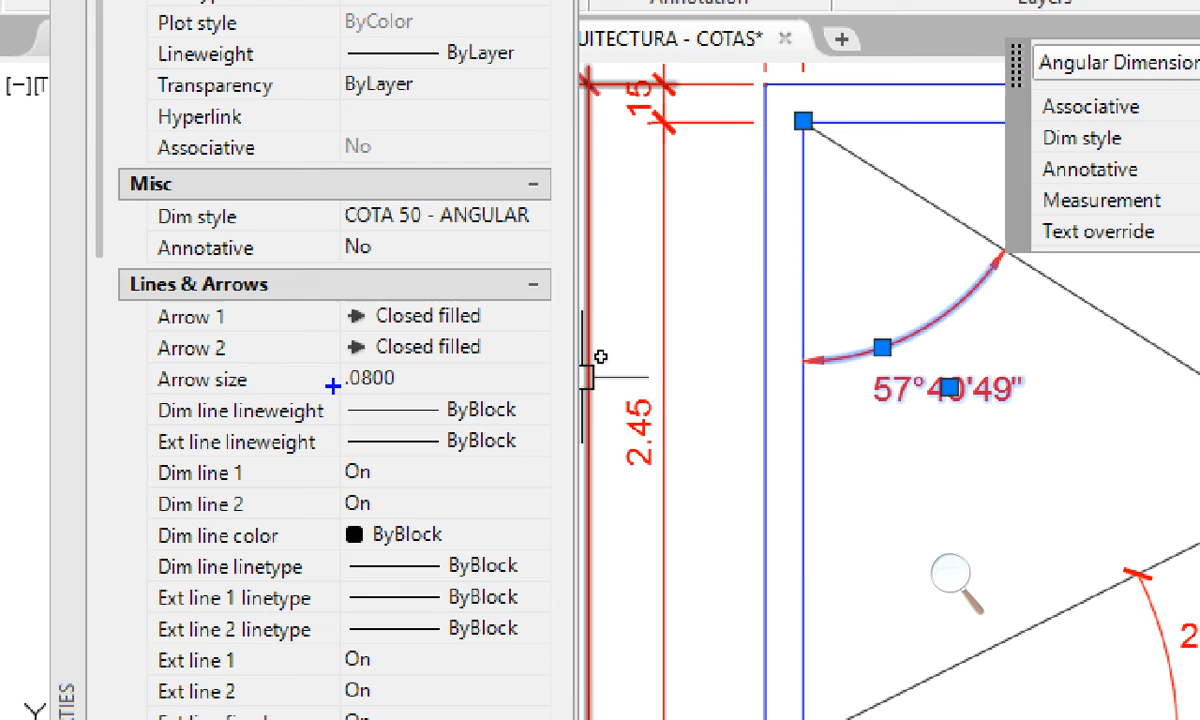 Plot style ByColor
Lineweight ByLayer
Transparency ByLayer
Hyperlink
Associative No
Misc −
Dim style COTA 50 - ANGULAR
Annotative No
Lines & Arrows −
Arrow 1 Closed filled
Arrow 2 Closed filled
Arrow size .0800
Dim line lineweight ByBlock
Ext line lineweight ByBlock
Dim line 1 On
Dim line 2 On
Dim line color ByBlock
Dim line linetype ByBlock
Ext line 1 linetype ByBlock
Ext line 2 linetype ByBlock
Ext line 1 On
Ext line 2 On
[−][T
Y
UITECTURA - COTAS*
Annotation
Layers
15
2.45
Angular Dimension
Associative
Dim style
Annotative
Measurement
Text override
2